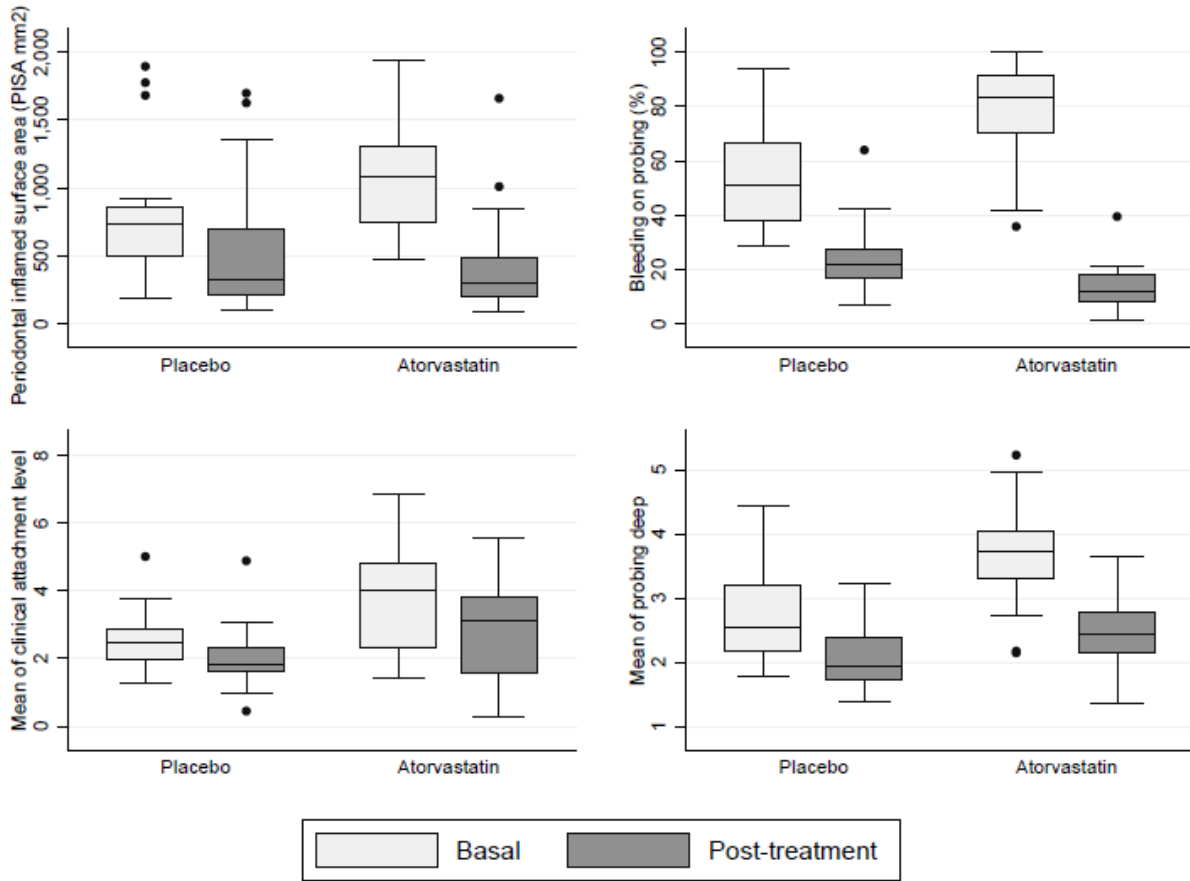 Periodontal inflamed surface area (PISA mm2)
2,000
1,500
1,000
500
0
Placebo
Atorvastatin
Bleeding on probing (%)
100
80
60
40
20
0
Placebo
Atorvastatin
Mean of clinical attachment level
8
6
4
2
0
Placebo
Atorvastatin
Mean of probing deep
5
4
3
2
1
Placebo
Atorvastatin
Basal
Post-treatment